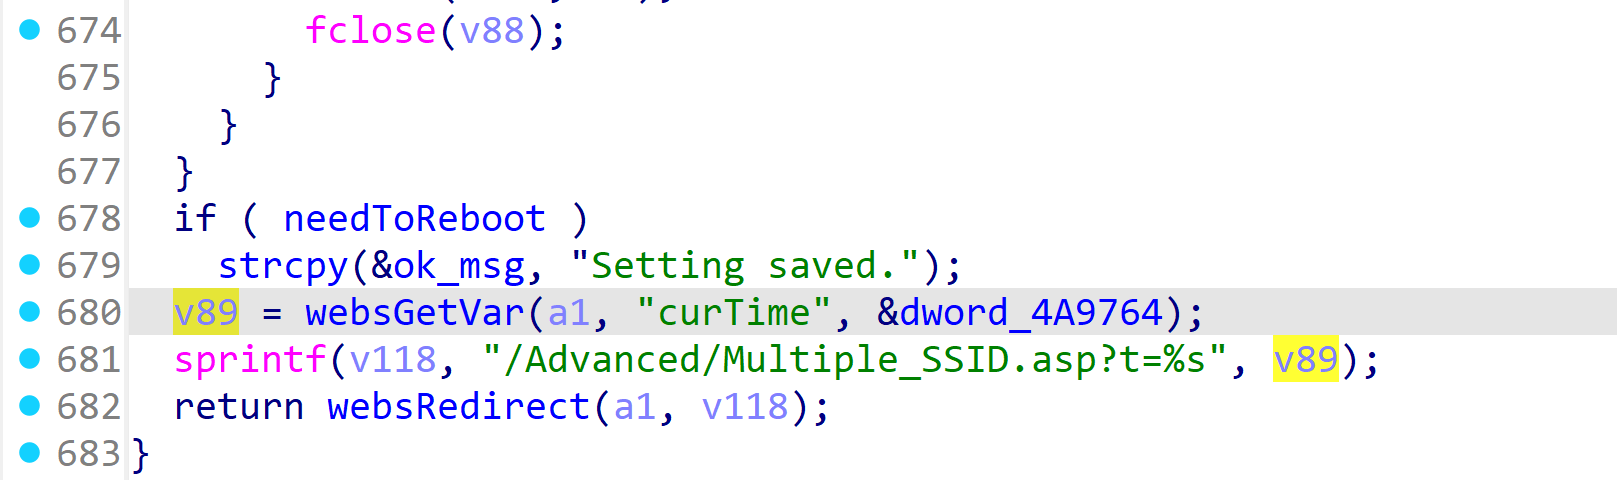 674 fclose(v88);
675 }
676 }
677 }
678 if ( needToReboot )
679 strcpy(&ok_msg, "Setting saved.");
680 v89 = websGetVar(a1, "curTime", &dword_4A9764);
681 sprintf(v118, "/Advanced/Multiple_SSID.asp?t=%s", v89);
682 return websRedirect(a1, v118);
683 }